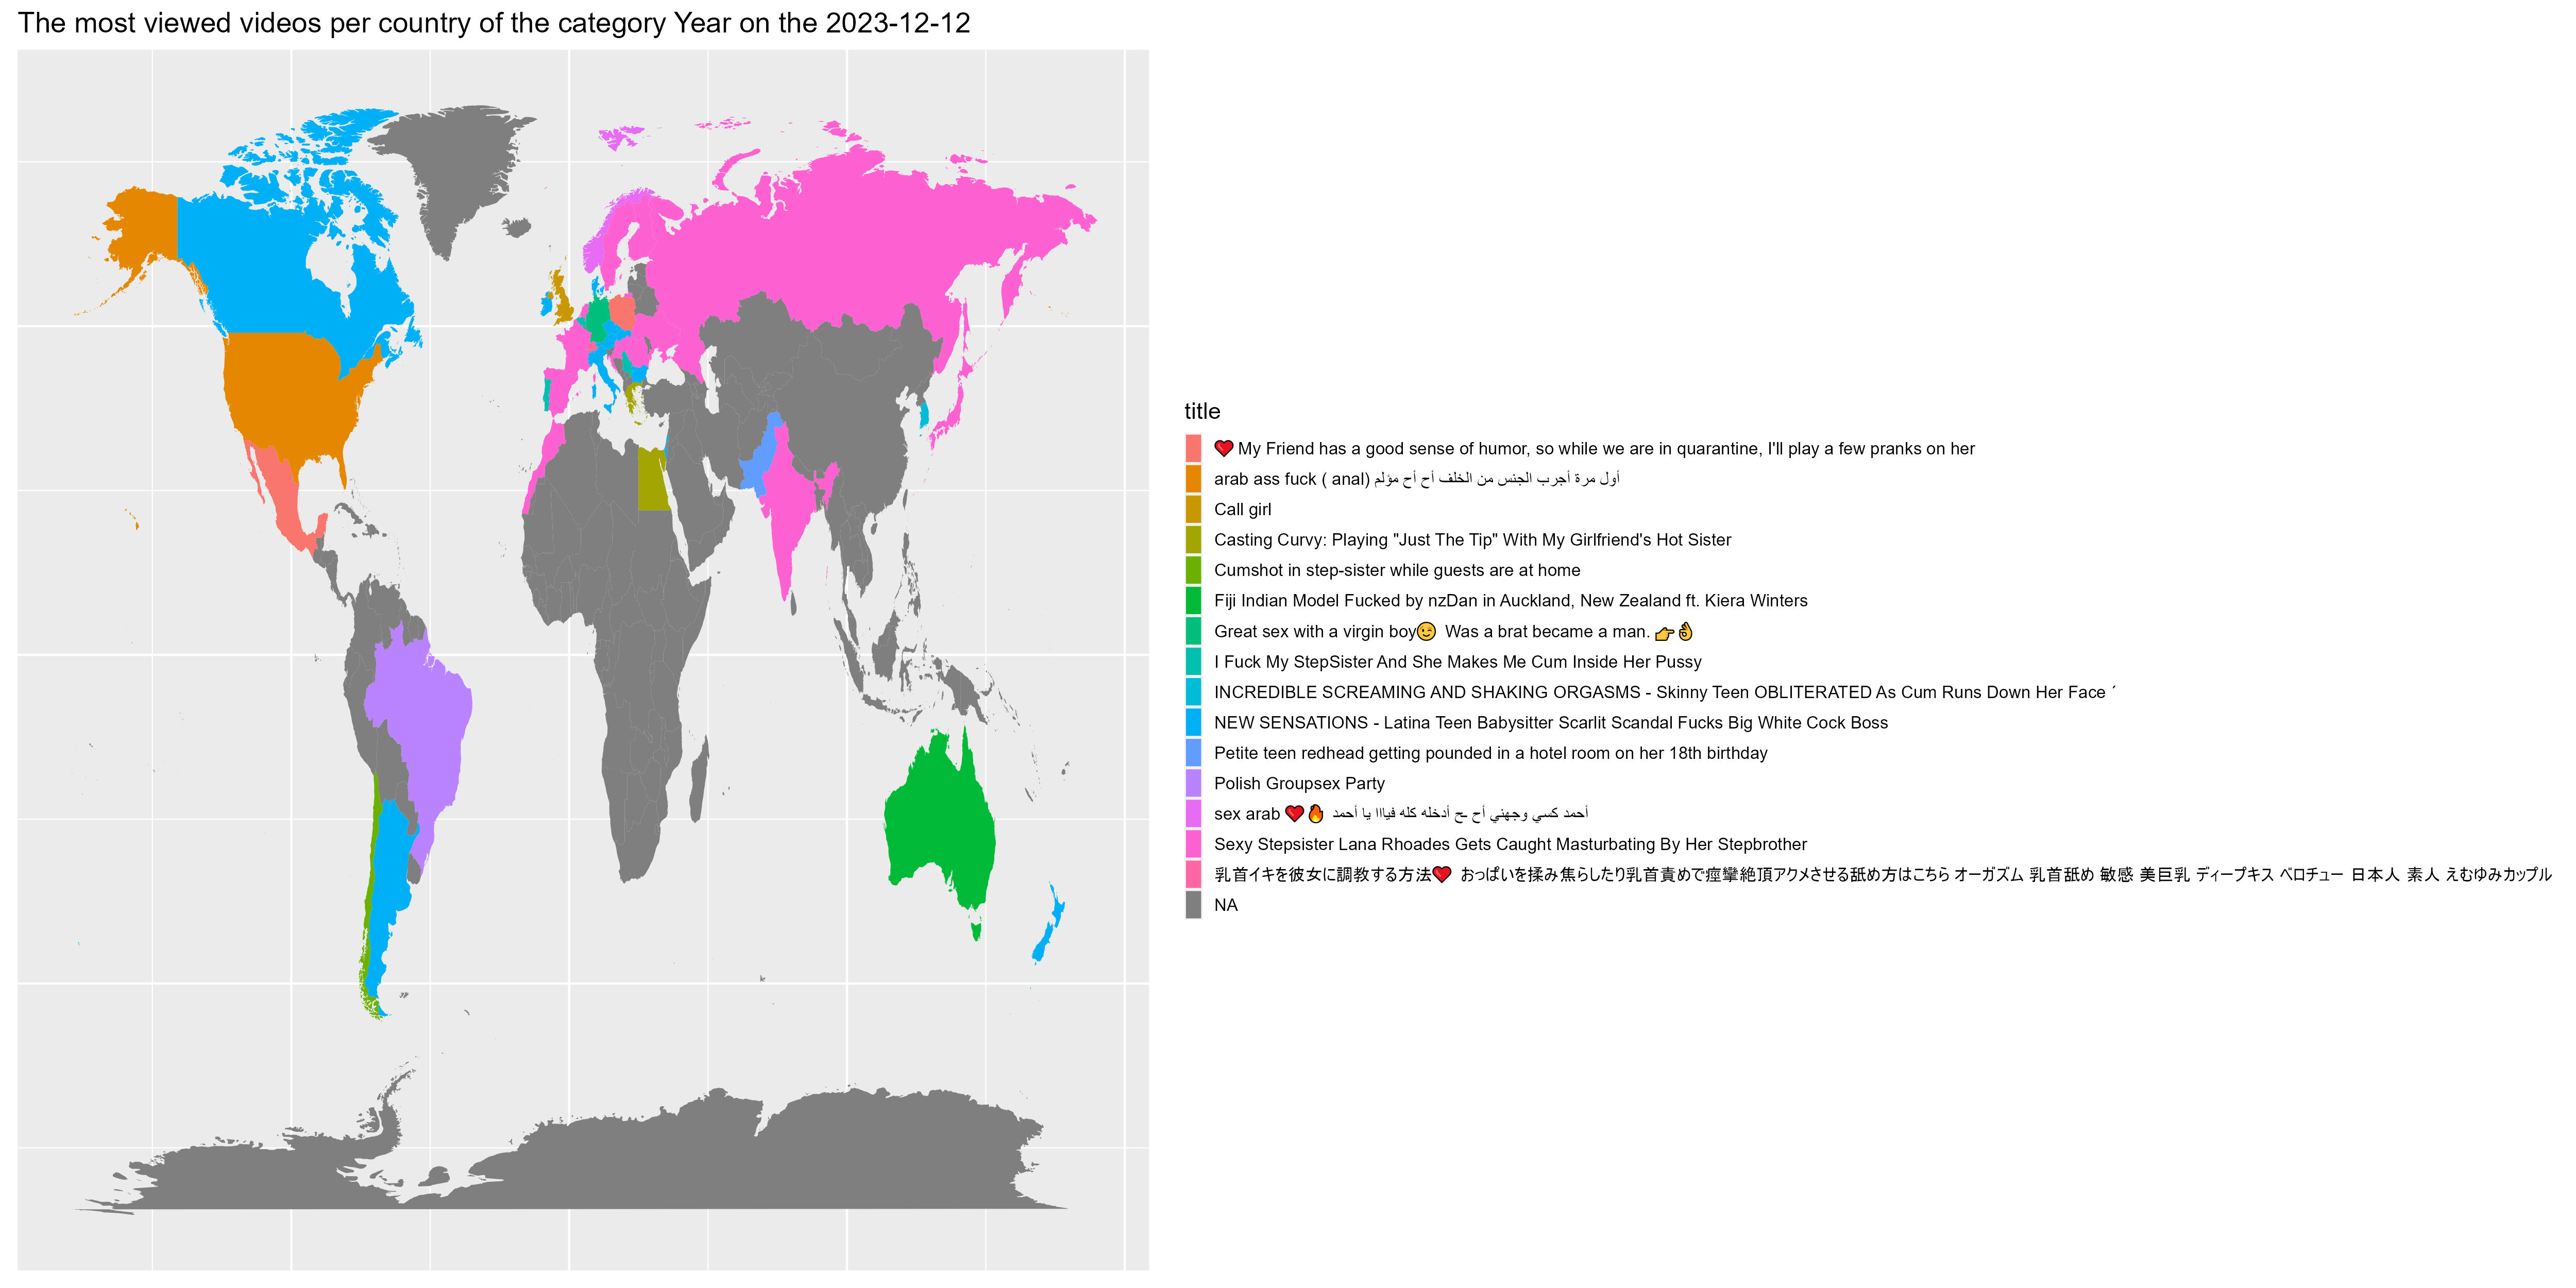 The most viewed videos per country of the category Year on the 2023-12-12
title
❤️ My Friend has a good sense of humor, so while we are in quarantine, I'll play a few pranks on her
arab ass fuck ( anal) أول مرة أجرب الجنس من الخلف أح أح مؤلم
Call girl
Casting Curvy: Playing "Just The Tip" With My Girlfriend's Hot Sister
Cumshot in step-sister while guests are at home
Fiji Indian Model Fucked by nzDan in Auckland, New Zealand ft. Kiera Winters
Great sex with a virgin boy😉 Was a brat became a man. 👉👌
I Fuck My StepSister And She Makes Me Cum Inside Her Pussy
INCREDIBLE SCREAMING AND SHAKING ORGASMS - Skinny Teen OBLITERATED As Cum Runs Down Her Face ´
NEW SENSATIONS - Latina Teen Babysitter Scarlit Scandal Fucks Big White Cock Boss
Petite teen redhead getting pounded in a hotel room on her 18th birthday
Polish Groupsex Party
sex arab ❤️🔥 أحمد كسي وجهني أح ـح أدخله كله فيااا يا أحمد
Sexy Stepsister Lana Rhoades Gets Caught Masturbating By Her Stepbrother
乳首イキを彼女に調教する方法❤️ おっぱいを揉み焦らしたり乳首責めで痙攣絶頂アクメさせる舐め方はこちら オーガズム 乳首舐め 敏感 美巨乳 ディープキス ベロチュー 日本人 素人 えむゆみカップル
NA